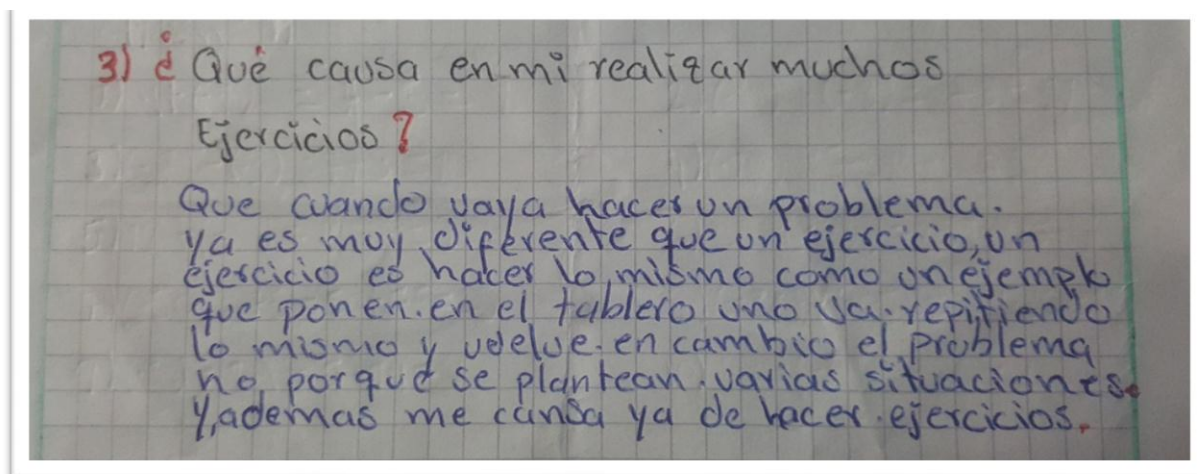 3) ¿ Qué causa en mi realizar muchos
Ejercicios?
Que cuando vaya hacer un problema.
ya es muy diferente que un ejercicio, un
ejercicio es hacer lo mismo como un ejemplo
que ponen. en el tablero uno va. repitiendo
lo mismo y vuelve. en cambio el problema
no porque se plantean. varias situaciones.
Y, ademas me cansa ya de hacer. ejercicios.